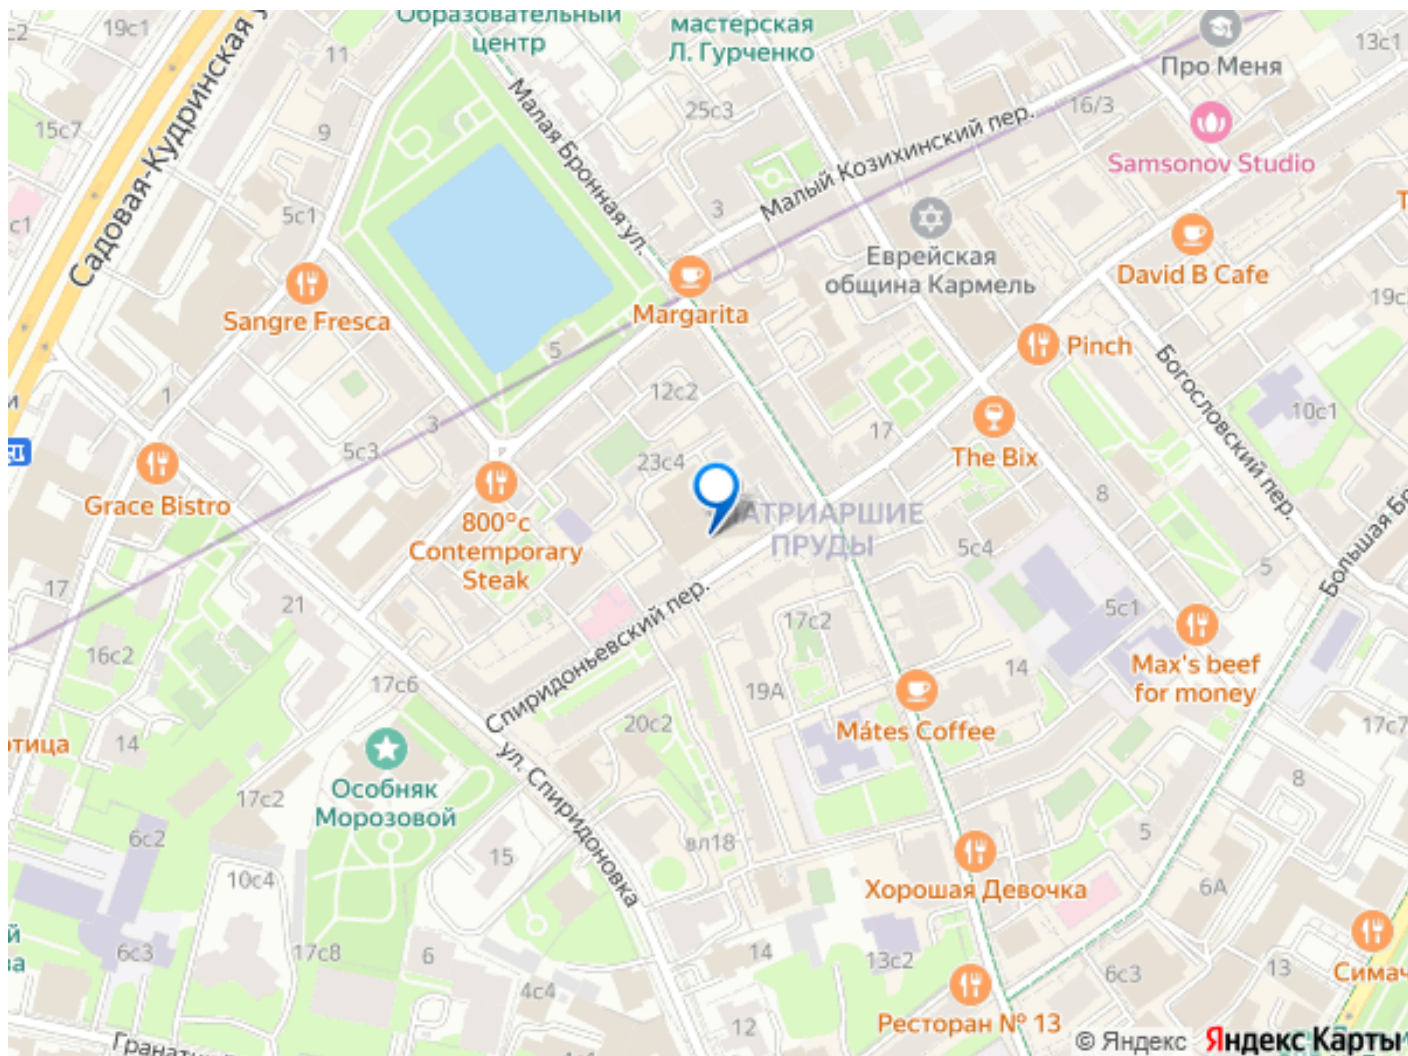 Образовательный
центр
мастерская
Л. Гурченко
19с1
11
13с1
Про Меня
Садовая-Кудринская
Малая Бронная ул.
25с3
16/3
15с7
9
Малый Козихинский пер.
Samsonov Studio
5с1
3
Еврейская
община Кармель
David B Cafe
Sangre Fresca
Margarita
5
Pinch
Богословский пер.
12с2
1
10с1
3
17
5с3
The Bix
23с4
Grace Bistro
8
800°с
Contemporary
Steak
ПРУДЫ
5с4
5
17
21
Спиридоньевский пер.
17с2
5с1
16с2
Max's beef
for money
14
17с6
19А
20с2
Mátes Coffee
17с7
14
Особняк
Морозовой
17с2
ул. Спиридоновка
8
6с2
вл18
15
5
10с4
Хорошая Девочка
6А
17с8
6
6с3
14
13с2
6с3
13
4с4
12
Ресторан № 13
© Яндекс
Яндекс Карты